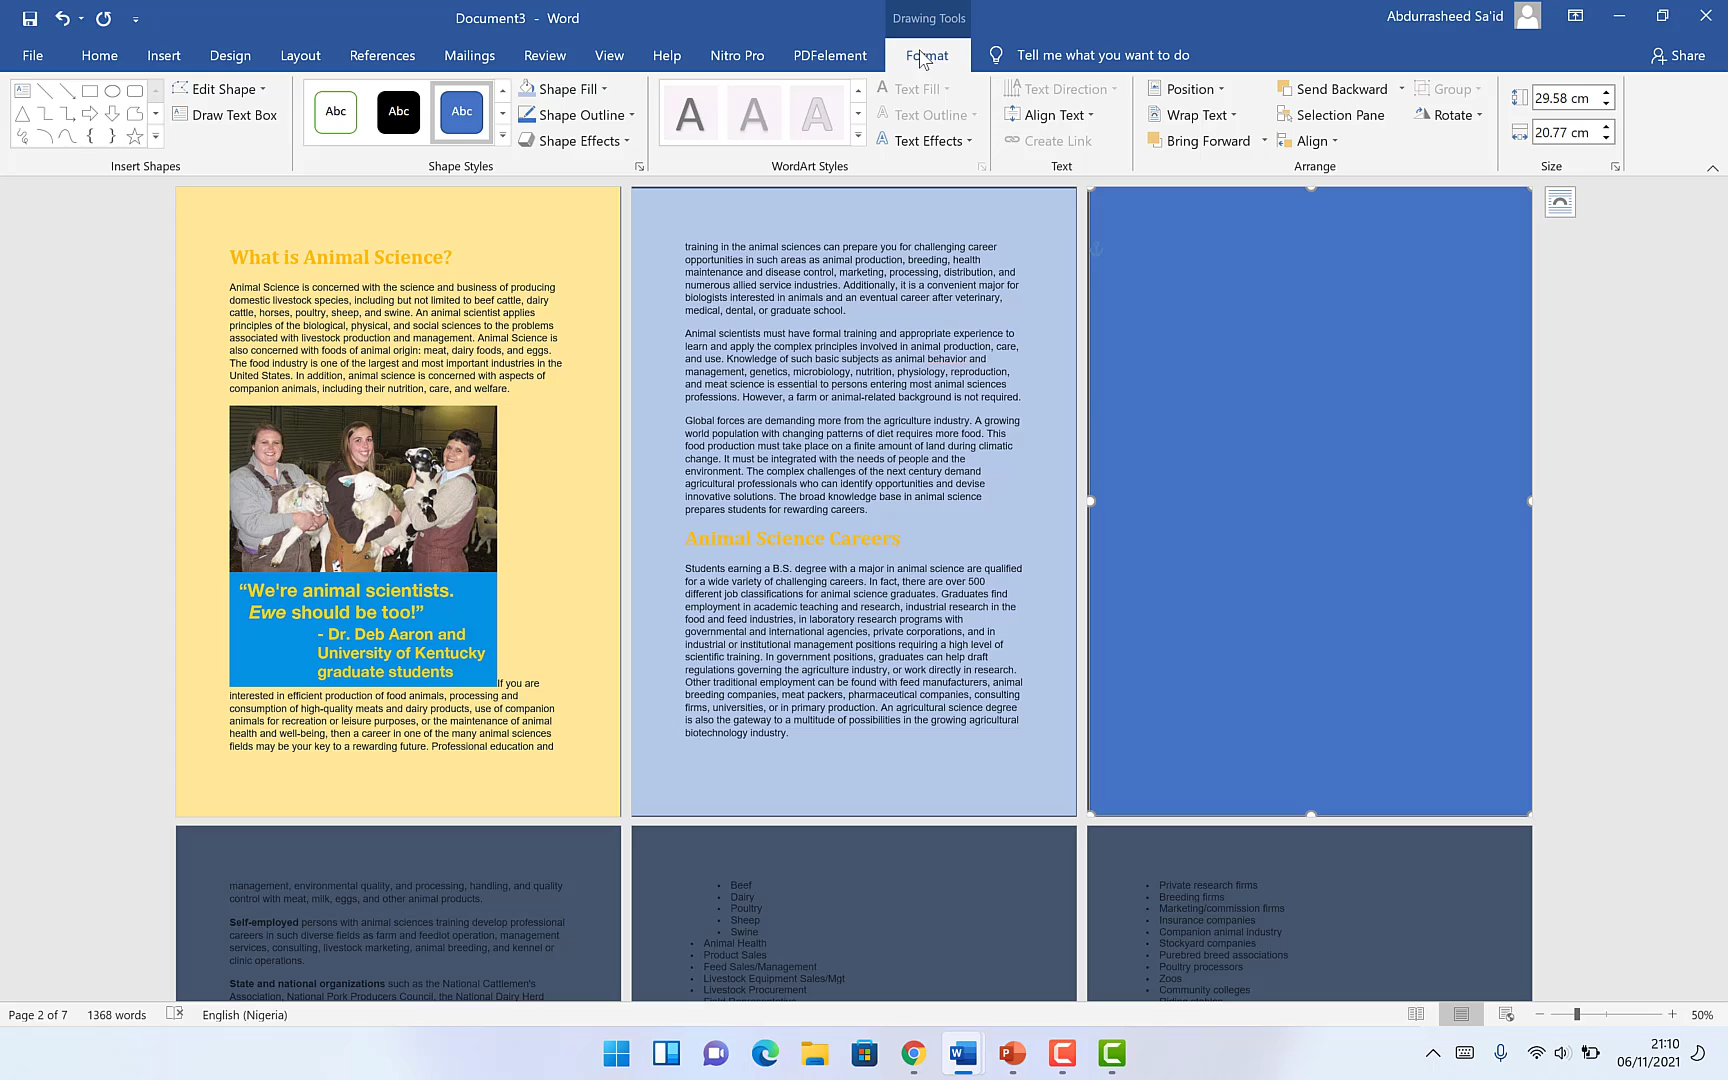 Document3 - Word
Drawing Tools
Abdurrasheed Sa'id
File Home Insert Design Layout References Mailings Review View Help Nitro Pro PDFelement Format Tell me what you want to do Share
Edit Shape
Draw Text Box
Insert Shapes
Abc Abc Abc
Shape Fill
Shape Outline
Shape Effects
Shape Styles
A A A
WordArt Styles
Text Fill
Text Outline
Text Effects
Text Direction
Align Text
Create Link
Text
Position
Wrap Text
Bring Forward
Send Backward
Selection Pane
Align
Group
Rotate
Arrange
29.58 cm
20.77 cm
Size
What is Animal Science?
Animal Science is concerned with the science and business of producing
domestic livestock species, including but not limited to beef cattle, dairy
cattle, horses, poultry, sheep, and swine. An animal scientist applies
principles of the biological, physical, and social sciences to the problems
associated with livestock production and management. Animal Science is
also concerned with foods of animal origin: meat, dairy foods, and eggs.
The food industry is one of the largest and most important industries in the
United States. In addition, animal science is concerned with aspects of
companion animals, including their nutrition, care, and welfare.
“We're animal scientists.
Ewe should be too!”
- Dr. Deb Aaron and
University of Kentucky
graduate students
If you are
interested in efficient production of food animals, processing and
consumption of high-quality meats and dairy products, use of companion
animals for recreation or leisure purposes, or the maintenance of animal
health and well-being, then a career in one of the many animal sciences
fields may be your key to a rewarding future. Professional education and
training in the animal sciences can prepare you for challenging career
opportunities in such areas as animal production, breeding, health
maintenance and disease control, marketing, processing, distribution, and
numerous allied service industries. Additionally, it is a convenient major for
biologists interested in animals and an eventual career after veterinary,
medical, dental, or graduate school.
Animal scientists must have formal training and appropriate experience to
learn and apply the complex principles involved in animal production, care,
and use. Knowledge of such basic subjects as animal behavior and
management, genetics, microbiology, nutrition, physiology, reproduction,
and meat science is essential to persons entering most animal sciences
professions. However, a farm or animal-related background is not required.
Global forces are demanding more from the agriculture industry. A growing
world population with changing patterns of diet requires more food. This
food production must take place on a finite amount of land during climatic
change. It must be integrated with the needs of people and the
environment. The complex challenges of the next century demand
agricultural professionals who can identify opportunities and devise
innovative solutions. The broad knowledge base in animal science
prepares students for rewarding careers.
Animal Science Careers
Students earning a B.S. degree with a major in animal science are qualified
for a wide variety of challenging careers. In fact, there are over 500
different job classifications for animal science graduates. Graduates find
employment in academic teaching and research, industrial research in the
food and feed industries, in laboratory research programs with
governmental and international agencies, private corporations, and in
industrial or institutional management positions requiring a high level of
scientific training. In government positions, graduates can help draft
regulations governing the agriculture industry, or work directly in research.
Other traditional employment can be found with feed manufacturers, animal
breeding companies, meat packers, pharmaceutical companies, consulting
firms, universities, or in primary production. An agricultural science degree
is also the gateway to a multitude of possibilities in the growing agricultural
biotechnology industry.
management, environmental quality, and processing, handling, and quality
control with meat, milk, eggs, and other animal products.
Self-employed persons with animal sciences training develop professional
careers in such diverse fields as farm and feedlot operation, management
services, consulting, livestock marketing, animal breeding, and kennel or
clinic operations.
State and national organizations such as the National Cattlemen's
Association, National Pork Producers Council, the National Dairy Herd
• Beef
• Dairy
• Poultry
• Sheep
• Swine
• Animal Health
• Product Sales
• Feed Sales/Management
• Livestock Equipment Sales/Mgt
• Livestock Procurement
• Field Representative
• Private research firms
• Breeding firms
• Marketing/commission firms
• Insurance companies
• Companion animal industry
• Stockyard companies
• Purebred breed associations
• Poultry processors
• Zoos
• Community colleges
• Riding stables
Page 2 of 7 1368 words English (Nigeria) 50%
21:10
06/11/2021